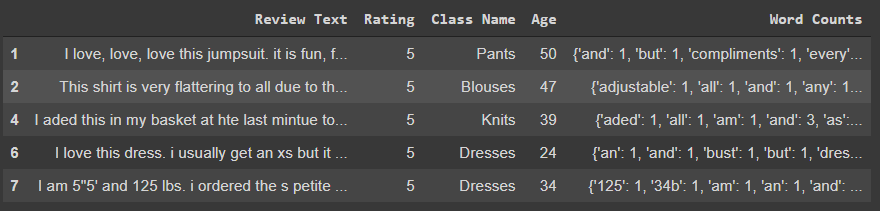 Review Text Rating Class Name Age Word Counts
1 I love, love, love this jumpsuit. it is fun, f... 5 Pants 50 {'and': 1, 'but': 1, 'compliments': 1, 'every'...
2 This shirt is very flattering to all due to th... 5 Blouses 47 {'adjustable': 1, 'all': 1, 'and': 1, 'any': 1...
4 I aded this in my basket at hte last mintue to... 5 Knits 39 {'aded': 1, 'all': 1, 'am': 1, 'and': 3, 'as':...
6 I love this dress. i usually get an xs but it ... 5 Dresses 24 {'an': 1, 'and': 1, 'bust': 1, 'but': 1, 'dres...
7 I am 5"5' and 125 lbs. i ordered the s petite ... 5 Dresses 34 {'125': 1, '34b': 1, 'am': 1, 'an': 1, 'and': ...